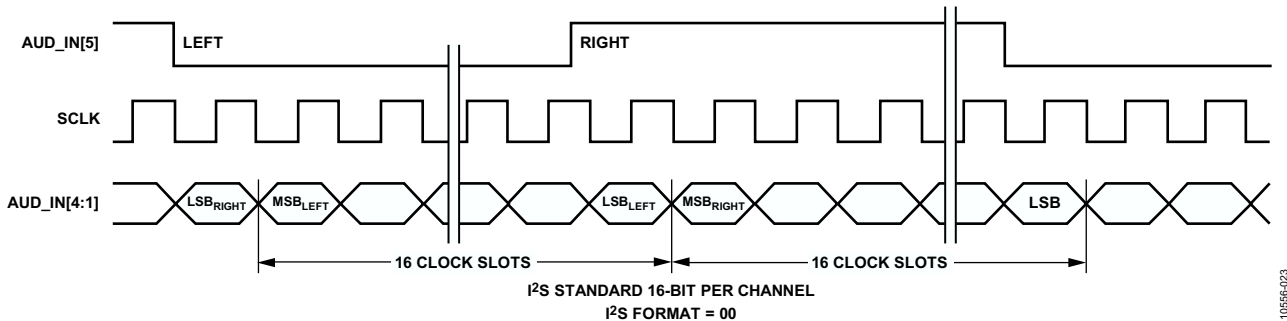 AUD_IN[5] LEFT RIGHT
SCLK
AUD_IN[4:1] LSBRIGHT MSBLEFT LSBLEFT MSBRIGHT LSB
16 CLOCK SLOTS 16 CLOCK SLOTS
I2S STANDARD 16-BIT PER CHANNEL
I2S FORMAT = 00
10556-023